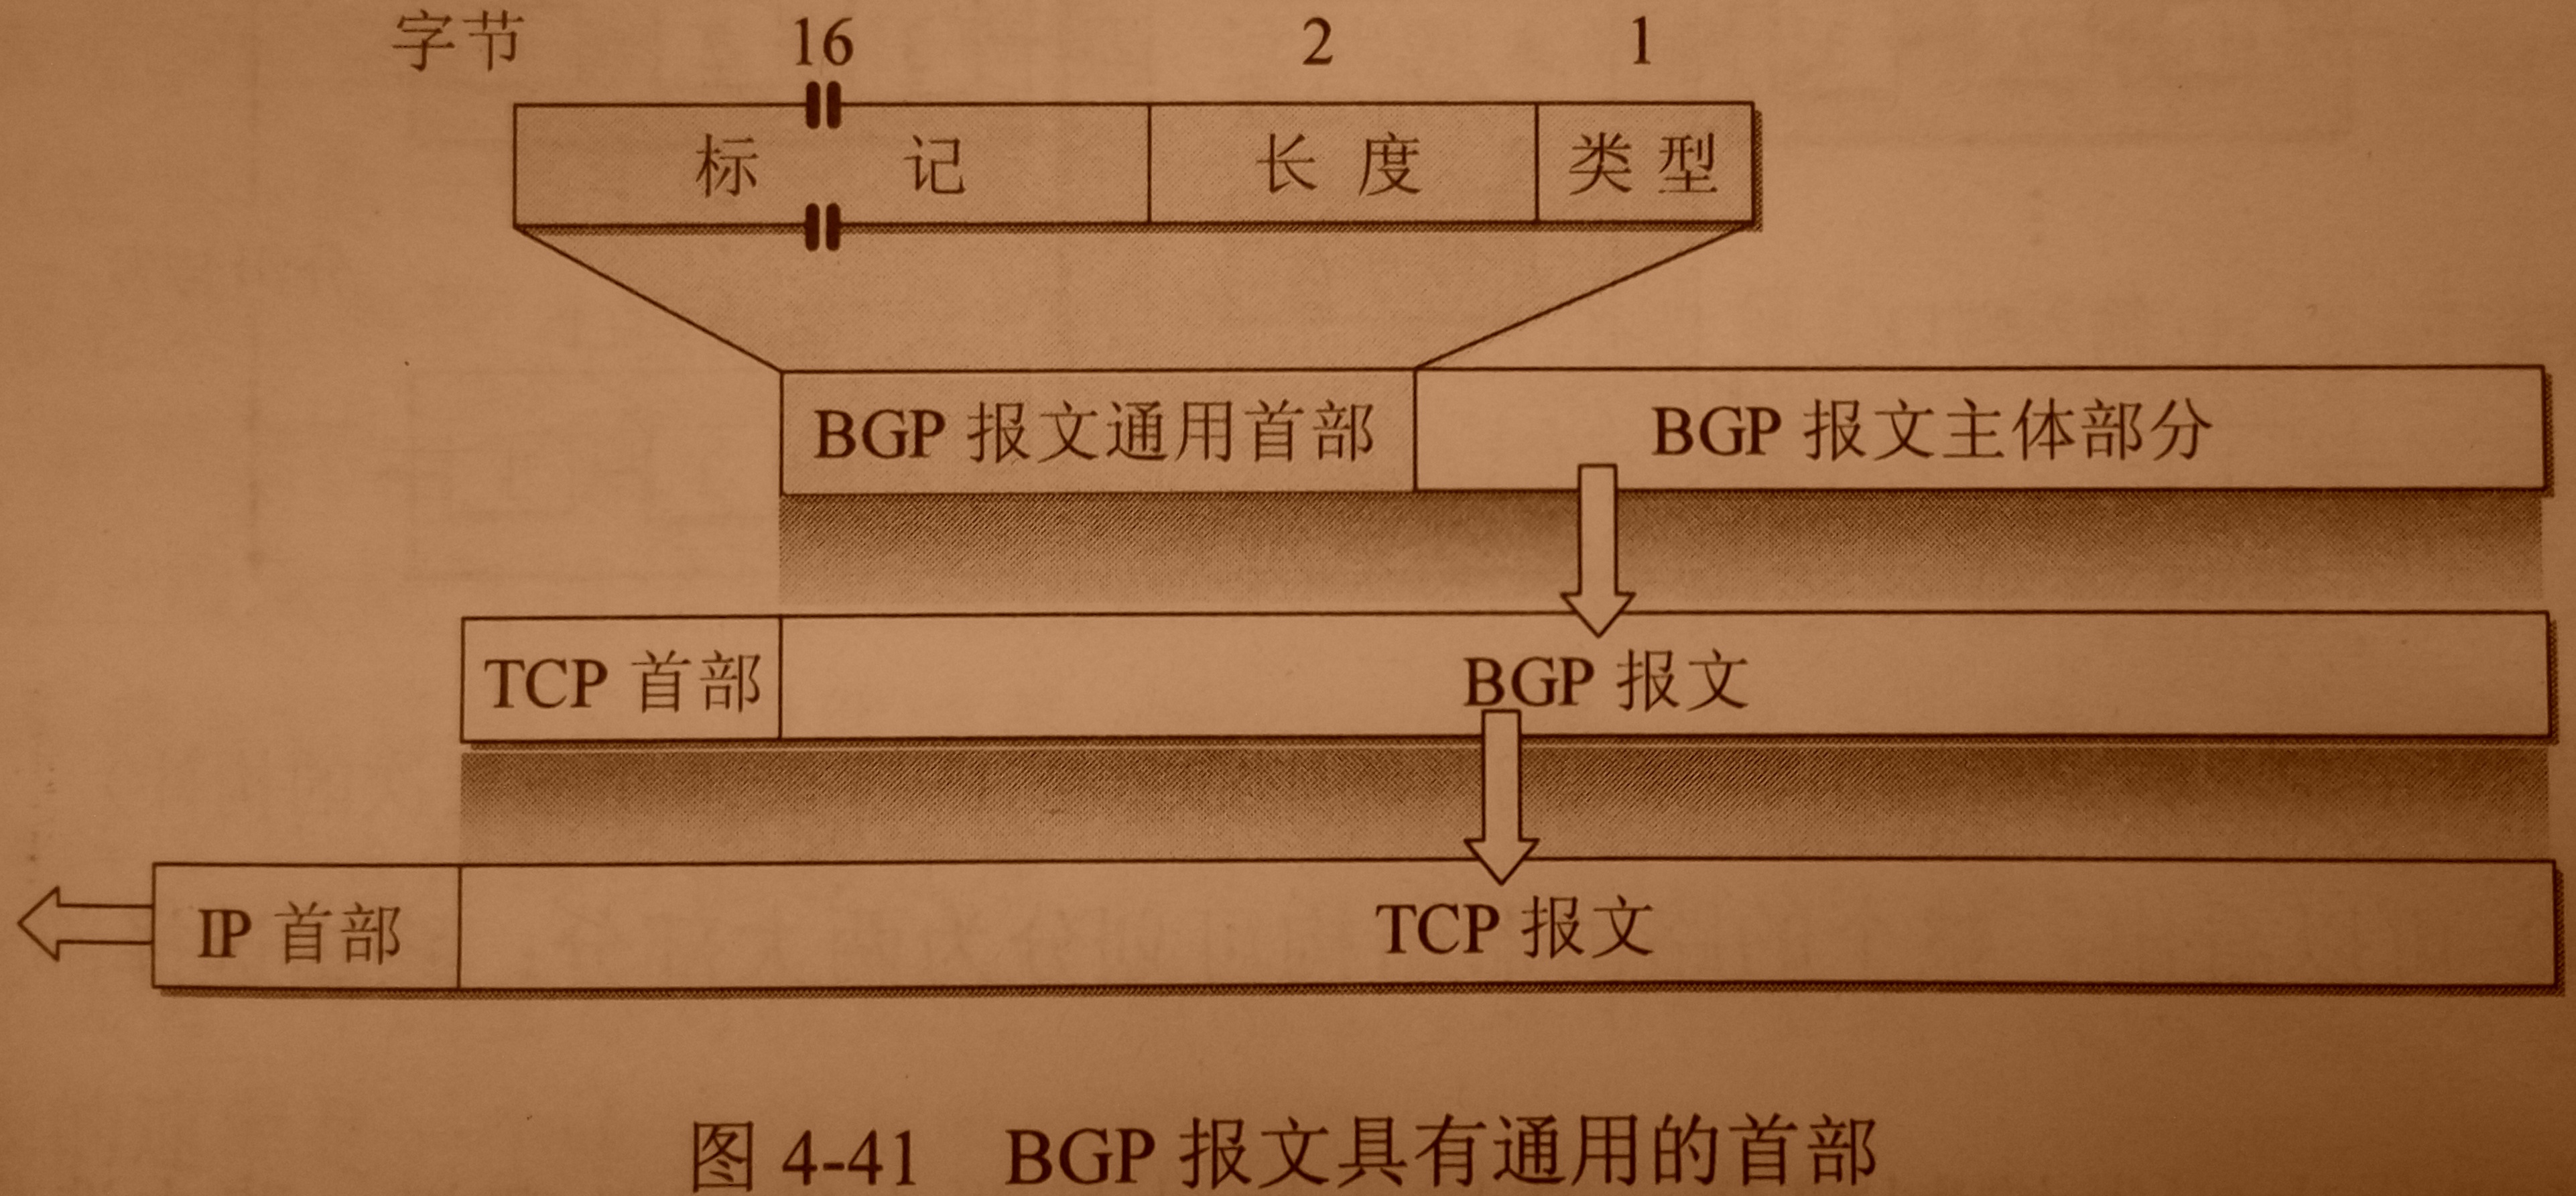 字节 16 2 1
标 记 长 度 类 型
BGP 报文通用首部 BGP 报文主体部分
TCP 首部 BGP 报文
IP 首部 TCP 报文
图 4-41 BGP 报文具有通用的首部